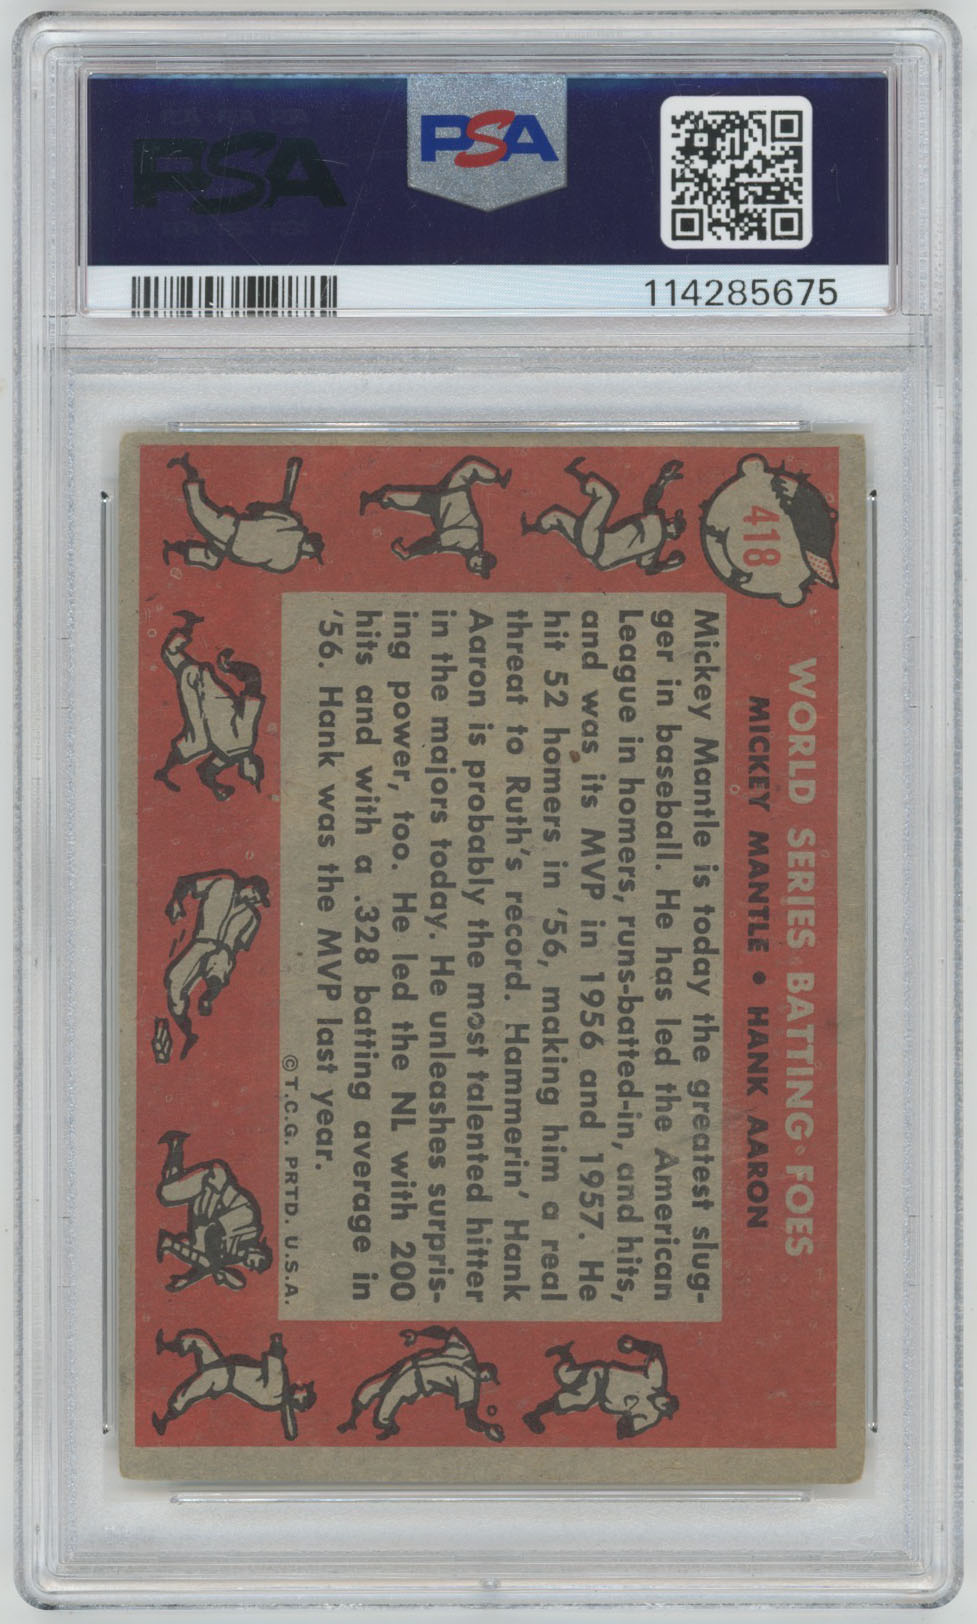 PSA
PSA
114285675
418
WORLD SERIES • BATTING • FOES
MICKEY MANTLE • HANK AARON
Mickey Mantle is today the greatest slug-
ger in baseball. He has led the American
League in homers, runs-batted-in, and hits,
and was its MVP in 1956 and 1957. He
hit 52 homers in '56, making him a real
threat to Ruth's record. Hammerin' Hank
Aaron is probably the most talented hitter
in the majors today. He unleashes surpris-
ing power, too. He led the NL with 200
hits and with a .328 batting average in
'56. Hank was the MVP last year.
© T.C.G. PRTD. U.S.A.